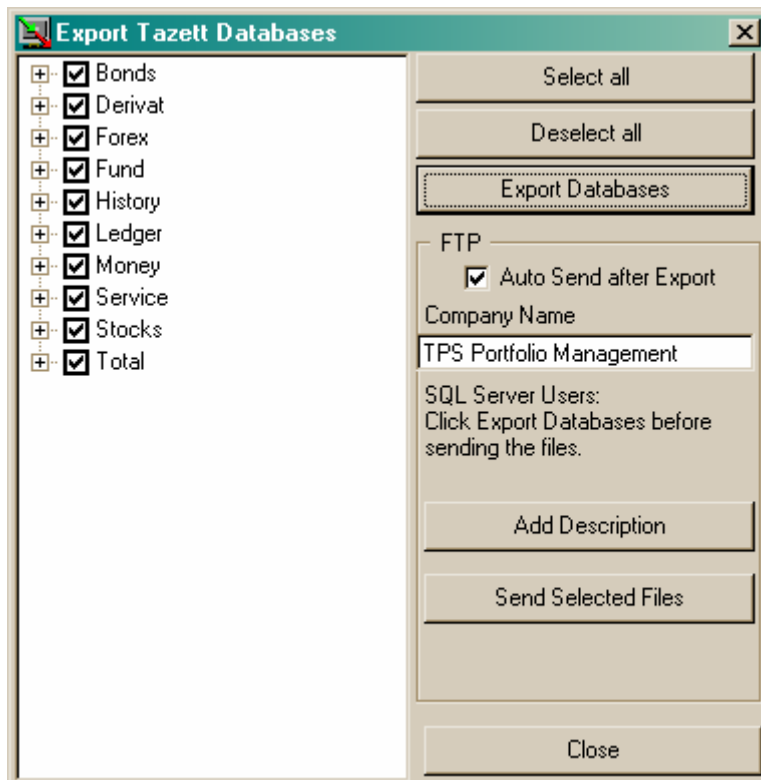 Export Tazett Databases
Bonds
Derivat
Forex
Fund
History
Ledger
Money
Service
Stocks
Total
Select all
Deselect all
Export Databases
FTP
Auto Send after Export
Company Name
TPS Portfolio Management
SQL Server Users:
Click Export Databases before
sending the files.
Add Description
Send Selected Files
Close